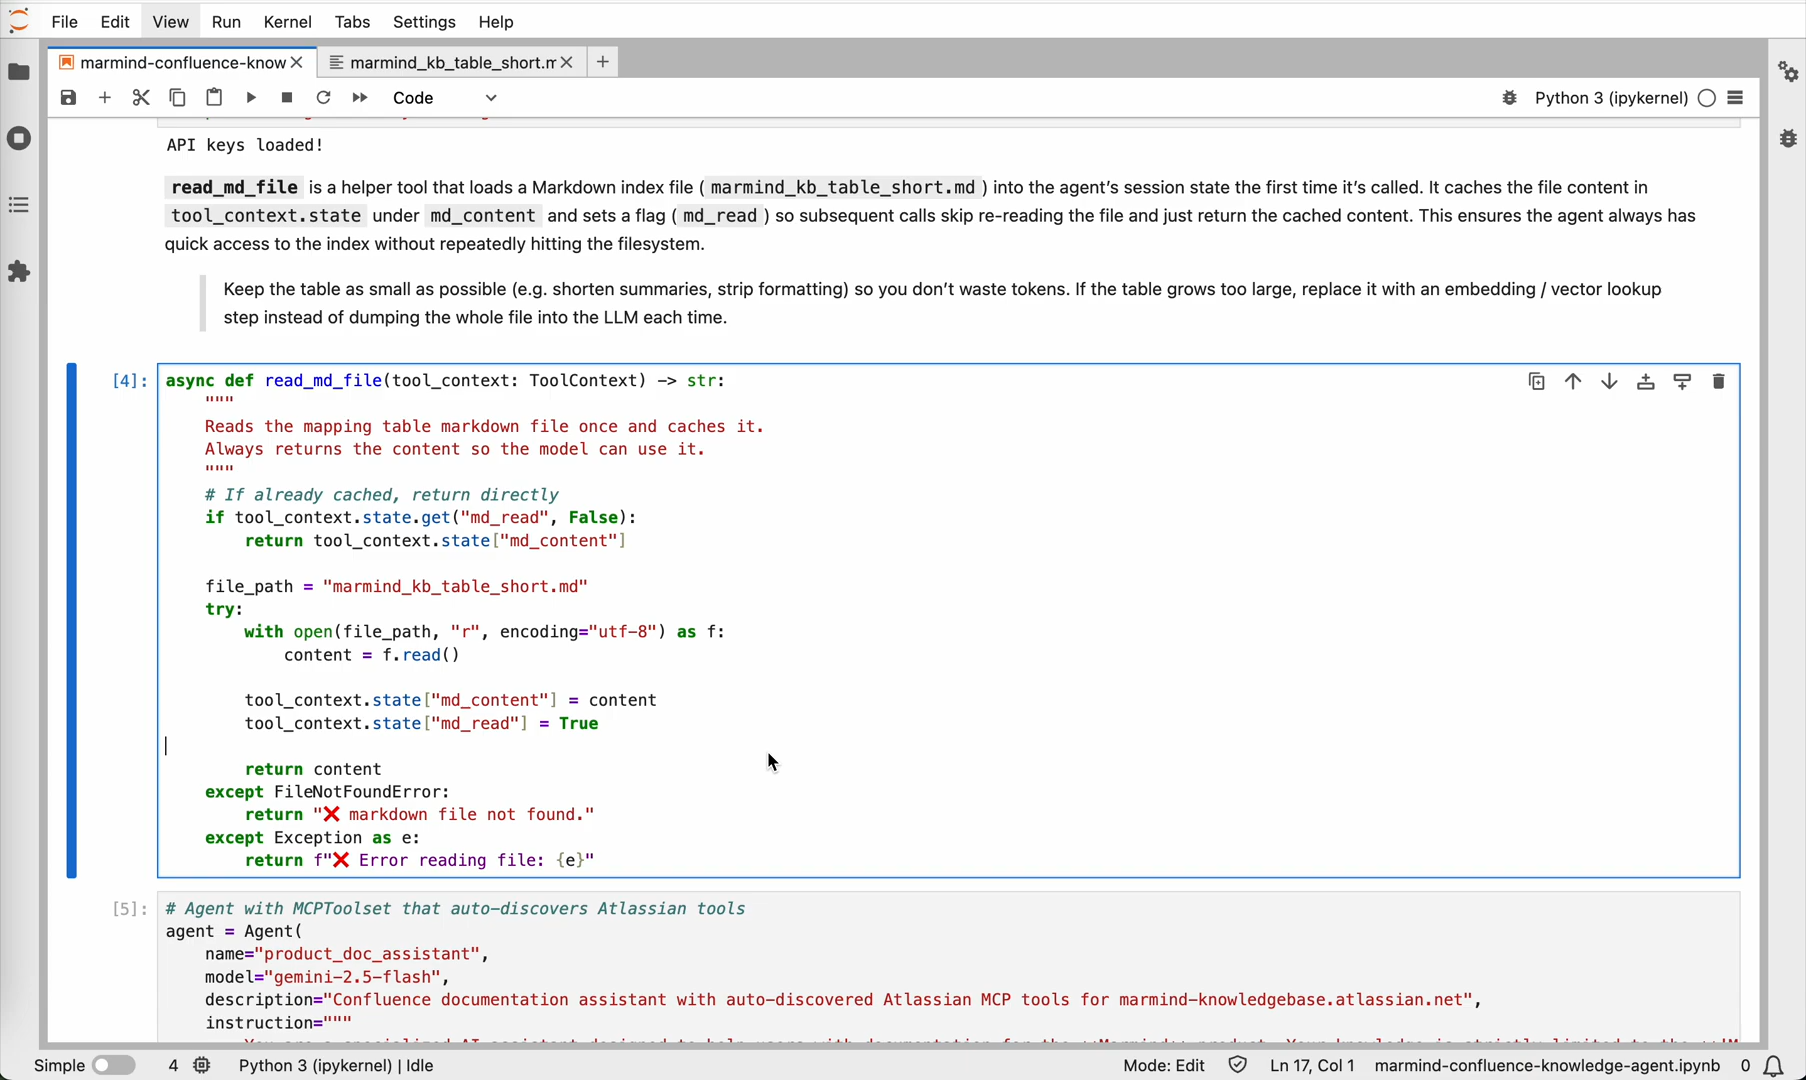 File Edit View Run Kernel Tabs Settings Help
marmind-confluence-know marmind_kb_table_short.m
Code Python 3 (ipykernel)
API keys loaded!
read_md_file is a helper tool that loads a Markdown index file ( marmind_kb_table_short.md ) into the agent’s session state the first time it’s called. It caches the file content in
tool_context.state under md_content and sets a flag ( md_read ) so subsequent calls skip re-reading the file and just return the cached content. This ensures the agent always has
quick access to the index without repeatedly hitting the filesystem.
Keep the table as small as possible (e.g. shorten summaries, strip formatting) so you don’t waste tokens. If the table grows too large, replace it with an embedding / vector lookup
step instead of dumping the whole file into the LLM each time.
[4]: async def read_md_file(tool_context: ToolContext) -> str:
"""
Reads the mapping table markdown file once and caches it.
Always returns the content so the model can use it.
"""
# If already cached, return directly
if tool_context.state.get("md_read", False):
return tool_context.state["md_content"]
file_path = "marmind_kb_table_short.md"
try:
with open(file_path, "r", encoding="utf-8") as f:
content = f.read()
tool_context.state["md_content"] = content
tool_context.state["md_read"] = True
return content
except FileNotFoundError:
return "❌ markdown file not found."
except Exception as e:
return f"❌ Error reading file: {e}"
[5]: # Agent with MCPToolset that auto-discovers Atlassian tools
agent = Agent(
name="product_doc_assistant",
model="gemini-2.5-flash",
description="Confluence documentation assistant with auto-discovered Atlassian MCP tools for marmind-knowledgebase.atlassian.net",
instruction="""
Simple 4 Python 3 (ipykernel) | Idle Mode: Edit Ln 17, Col 1 marmind-confluence-knowledge-agent.ipynb 0